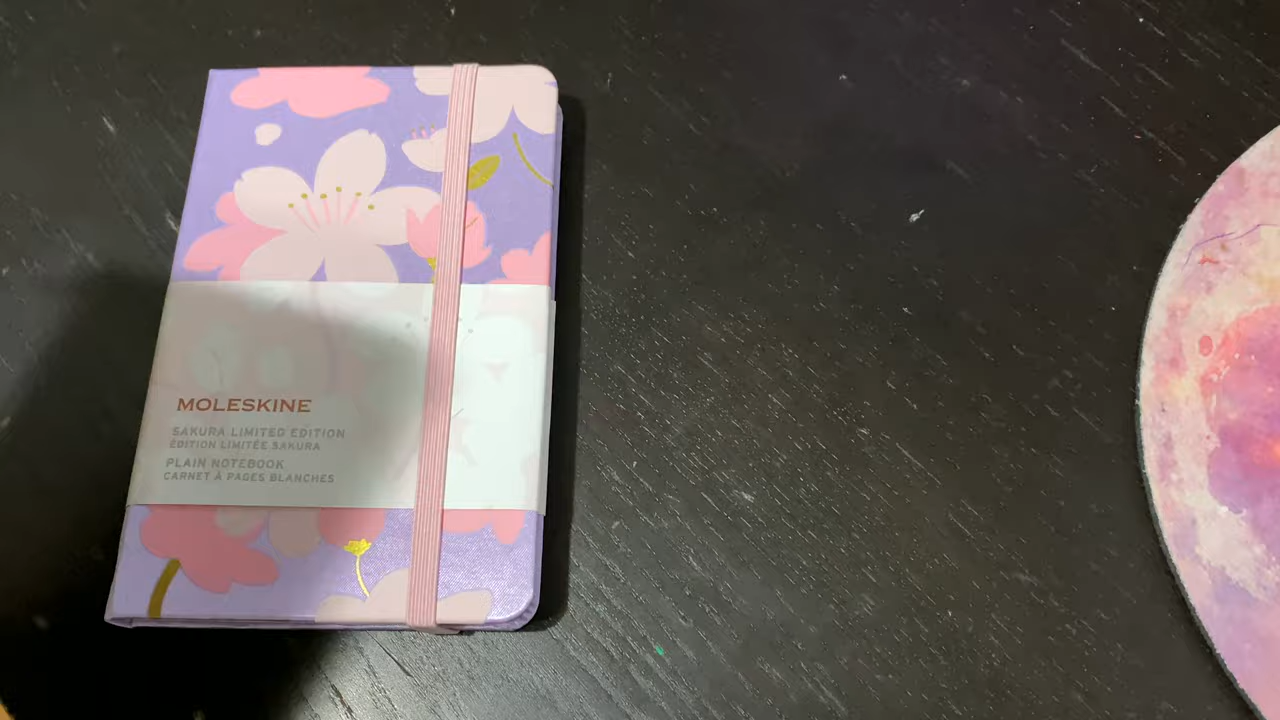 MOLESKINE
SAKURA LIMITED EDITION
ÉDITION LIMITÉE SAKURA
PLAIN NOTEBOOK
CARNET À PAGES BLANCHES